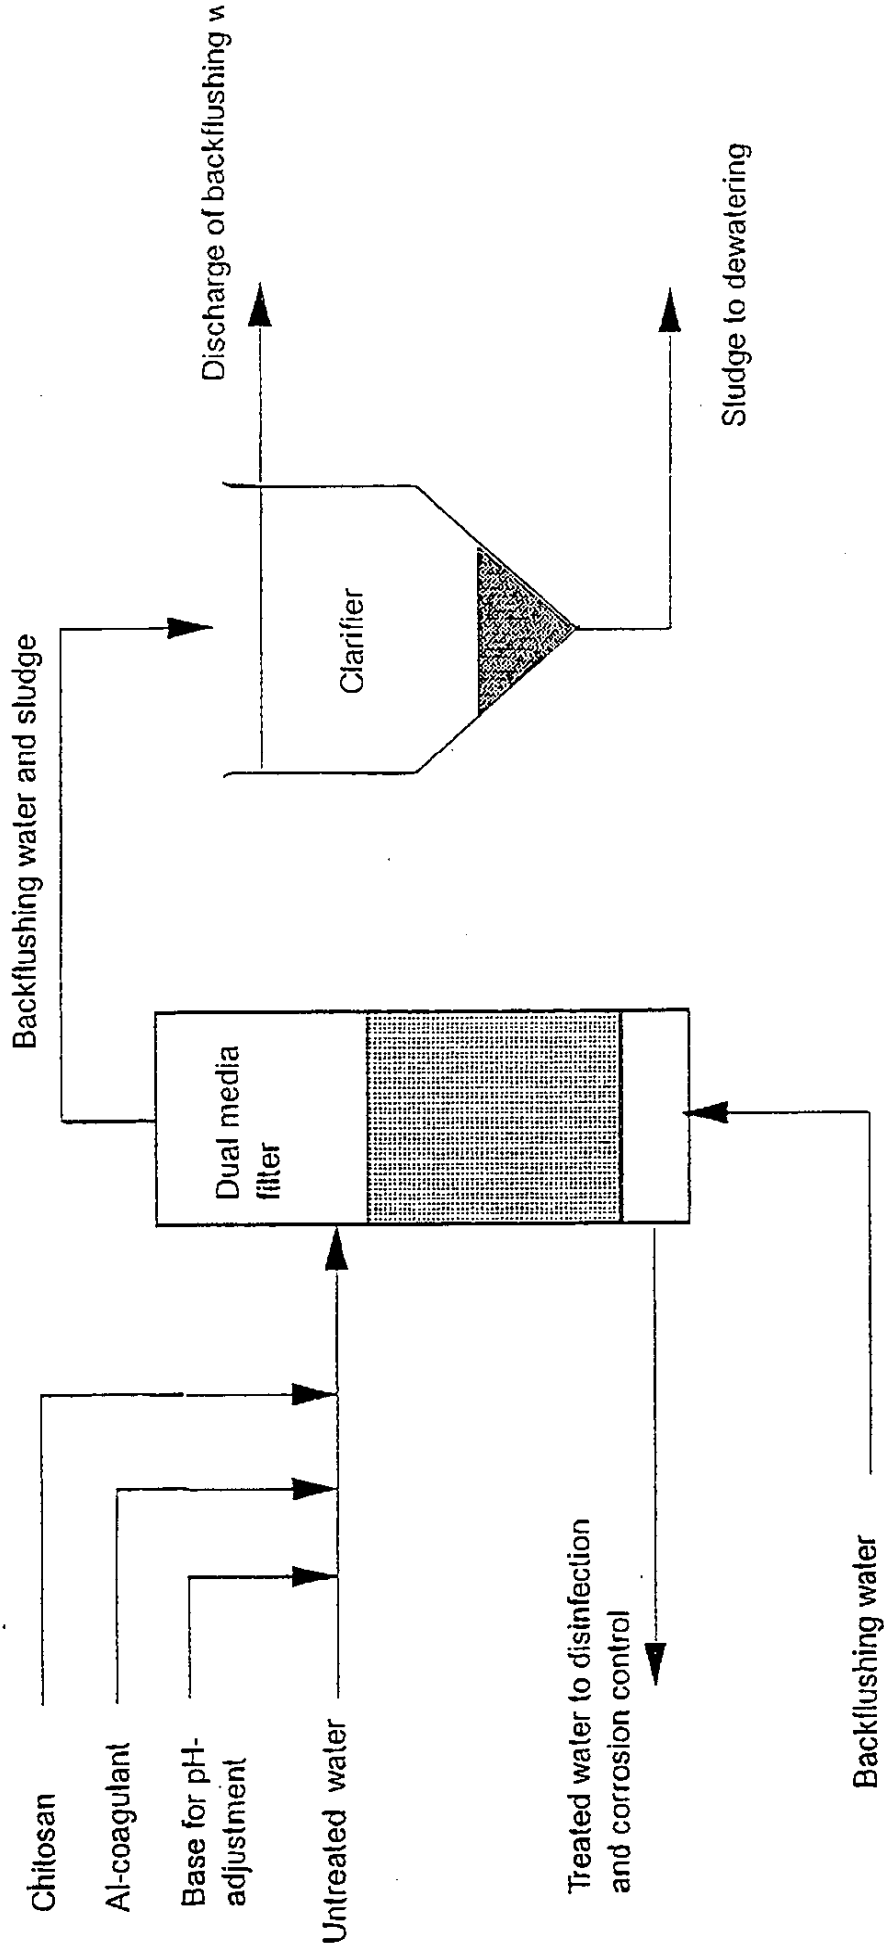 Chitosan
Al-coagulant
Base for pH-
adjustment
Untreated water
Treated water to disinfection
and corrosion control
Backflushing water
Dual media
filter
Backflushing water and sludge
Clarifier
Discharge of backflushing w
Sludge to dewatering